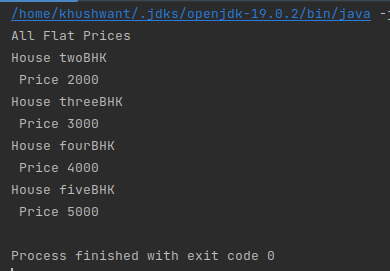 /home/khushwant/.jdks/openjdk-19.0.2/bin/java
All Flat Prices
House twoBHK
 Price 2000
House threeBHK
 Price 3000
House fourBHK
 Price 4000
House fiveBHK
 Price 5000
Process finished with exit code 0